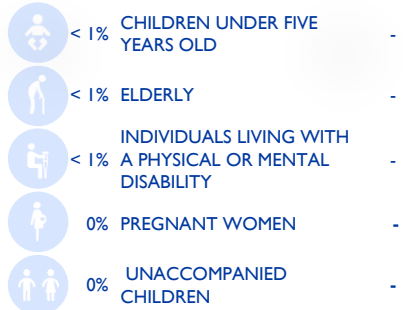 < 1% CHILDREN UNDER FIVE
YEARS OLD -
< 1% ELDERLY -
INDIVIDUALS LIVING WITH
< 1% A PHYSICAL OR MENTAL -
DISABILITY
0% PREGNANT WOMEN -
UNACCOMPANIED
0% CHILDREN -